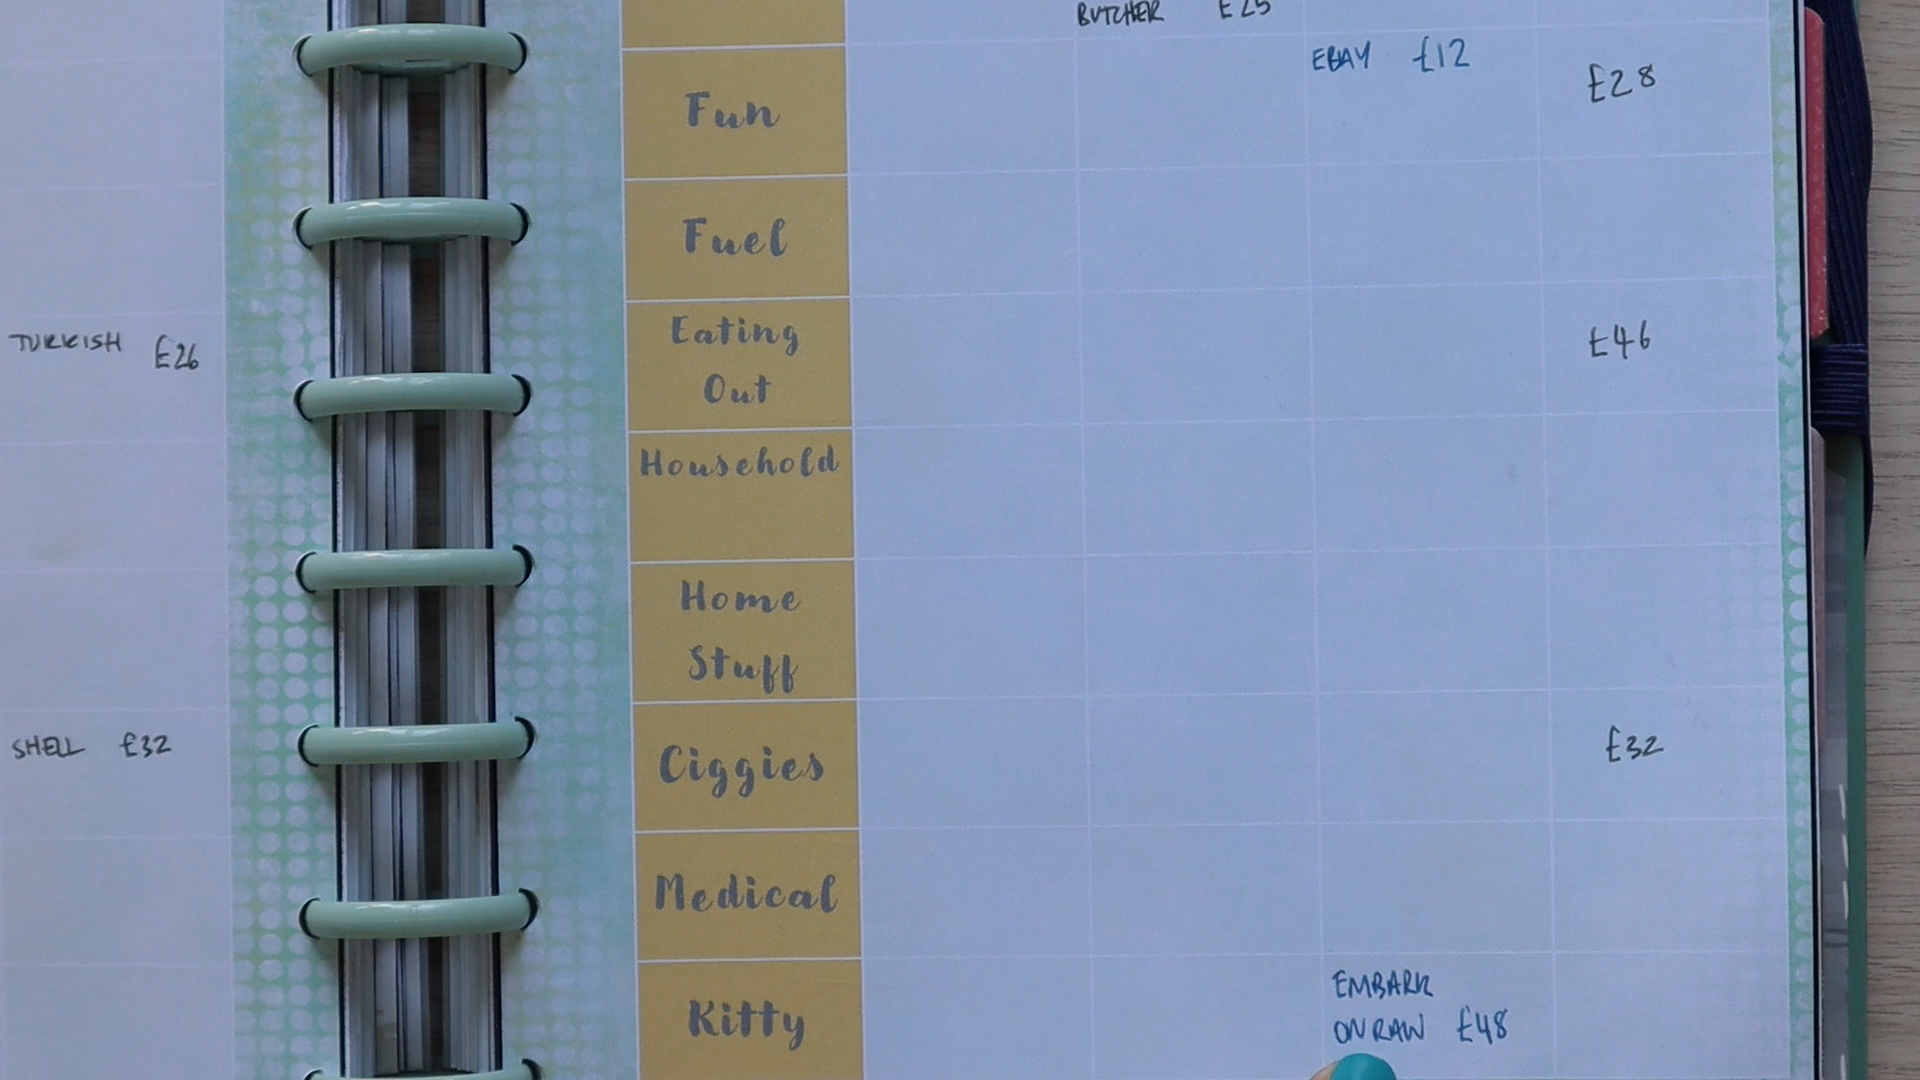 BUTCHER £25
EBAY £12
Fun
£28
Fuel
TURKISH £26
Eating
Out
£46
Household
Home
Stuff
SHELL £32
Ciggies
£32
Medical
Kitty
EMBARK
ON RAW £48